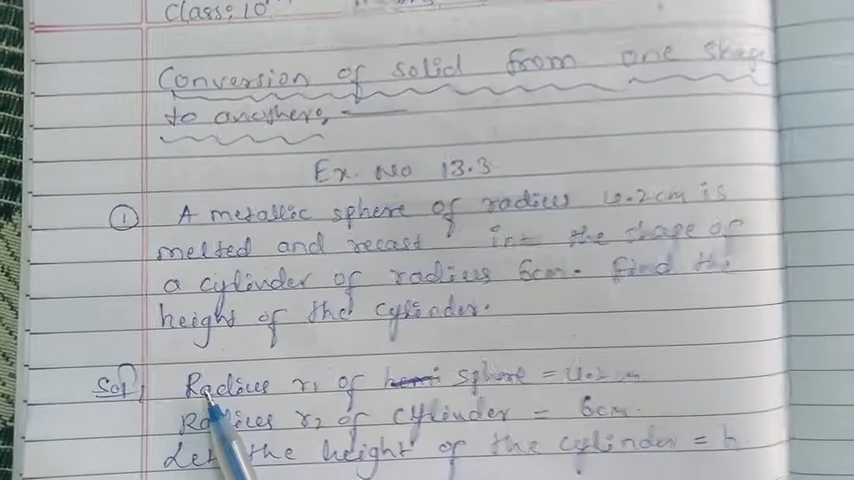 Class: 10
Conversion of solid from one shape
to another,
Ex. No 13.3
① A metallic sphere of radius 4.2cm is
melted and recast in the shape of
a cylinder of radius 6cm. Find the
height of the cylinder.
Sol, Radius r₁ of sphere = 4.2 cm
Radius r₂ of cylinder = 6cm.
Let the height of the cylinder = h